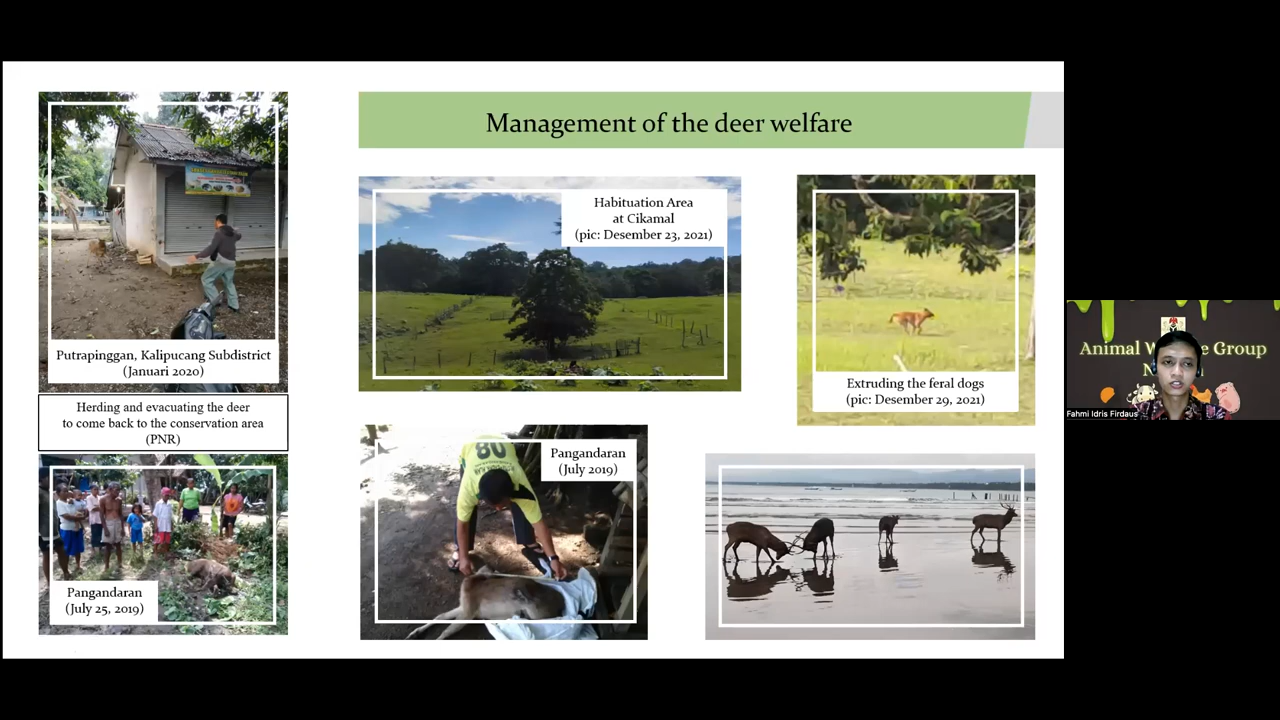 Management of the deer welfare
Putrapinggan, Kalipucang Subdistrict
(Januari 2020)
Herding and evacuating the deer
to come back to the conservation area
(PNR)
Pangandaran
(July 25, 2019)
Habituation Area
at Cikamal
(pic: Desember 23, 2021)
Extruding the feral dogs
(pic: Desember 29, 2021)
80
Pangandaran
(July 2019)
Animal W
e Group
N
Fahmi Idris Firdaus